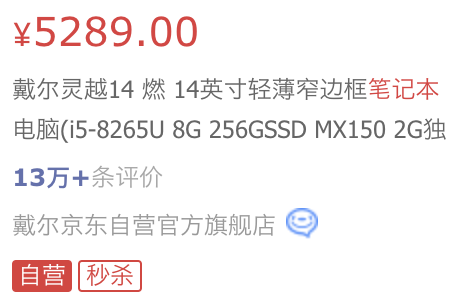 ¥5289.00
戴尔灵越14 燃 14英寸轻薄窄边框笔记本
电脑(i5-8265U 8G 256GSSD MX150 2G独
13万+条评价
戴尔京东自营官方旗舰店
自营 秒杀